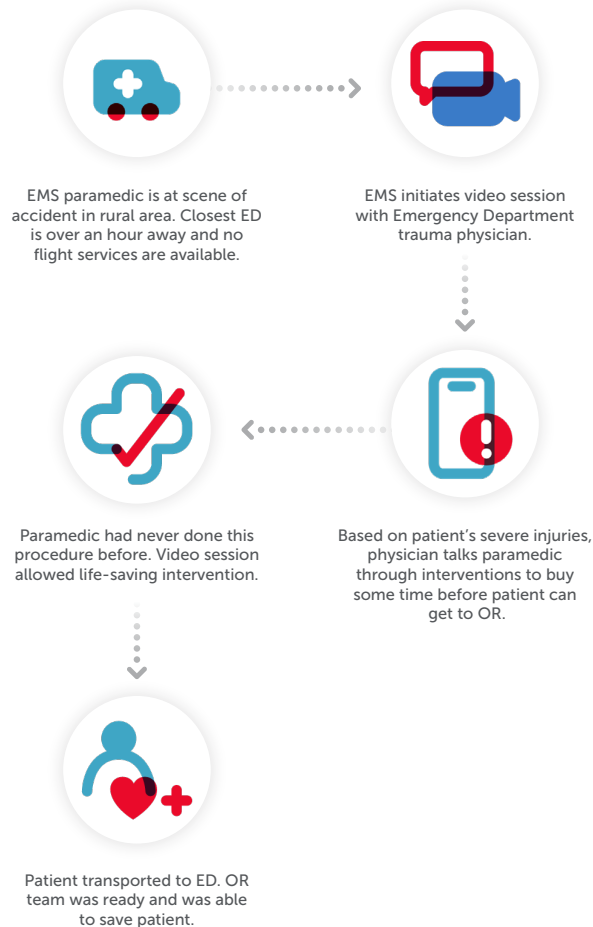 EMS paramedic is at scene of
accident in rural area. Closest ED
is over an hour away and no
flight services are available.
EMS initiates video session
with Emergency Department
trauma physician.
Based on patient’s severe injuries,
physician talks paramedic
through interventions to buy
some time before patient can
get to OR.
Paramedic had never done this
procedure before. Video session
allowed life-saving intervention.
Patient transported to ED. OR
team was ready and was able
to save patient.